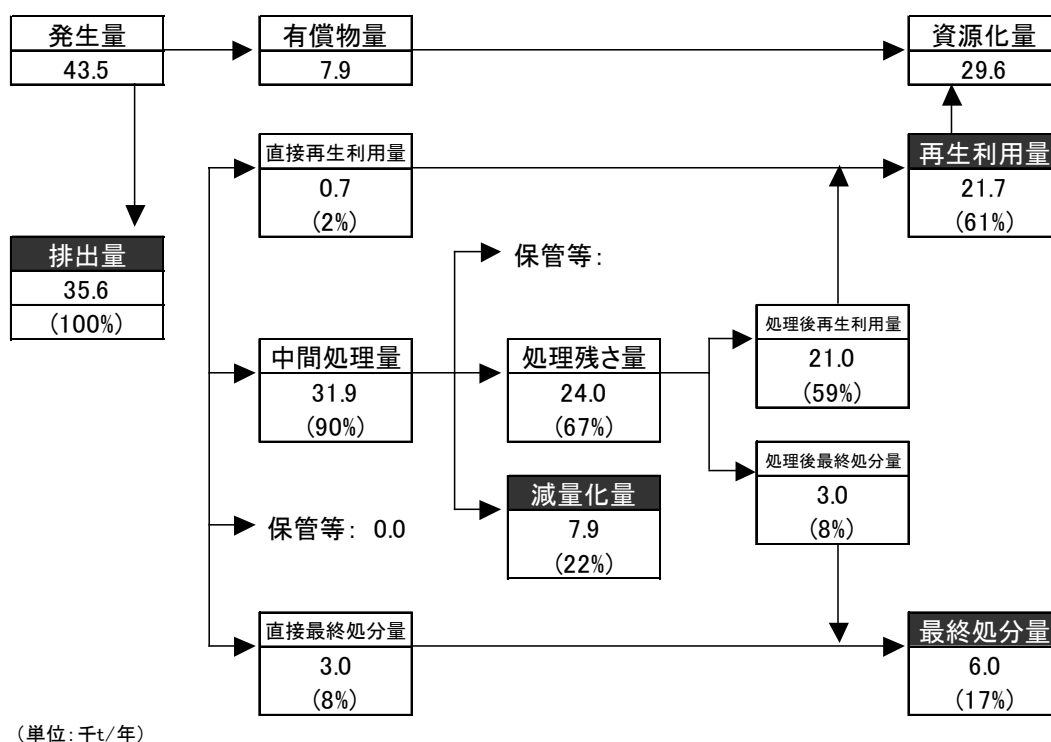 発生量
43.5
有償物量
7.9
資源化量
29.6
直接再生利用量
0.7
(2%)
再生利用量
21.7
(61%)
排出量
35.6
(100%)
保管等:
中間処理量
31.9
(90%)
処理残さ量
24.0
(67%)
処理後再生利用量
21.0
(59%)
処理後最終処分量
3.0
(8%)
減量化量
7.9
(22%)
保管等: 0.0
直接最終処分量
3.0
(8%)
最終処分量
6.0
(17%)
(単位:千t/年)